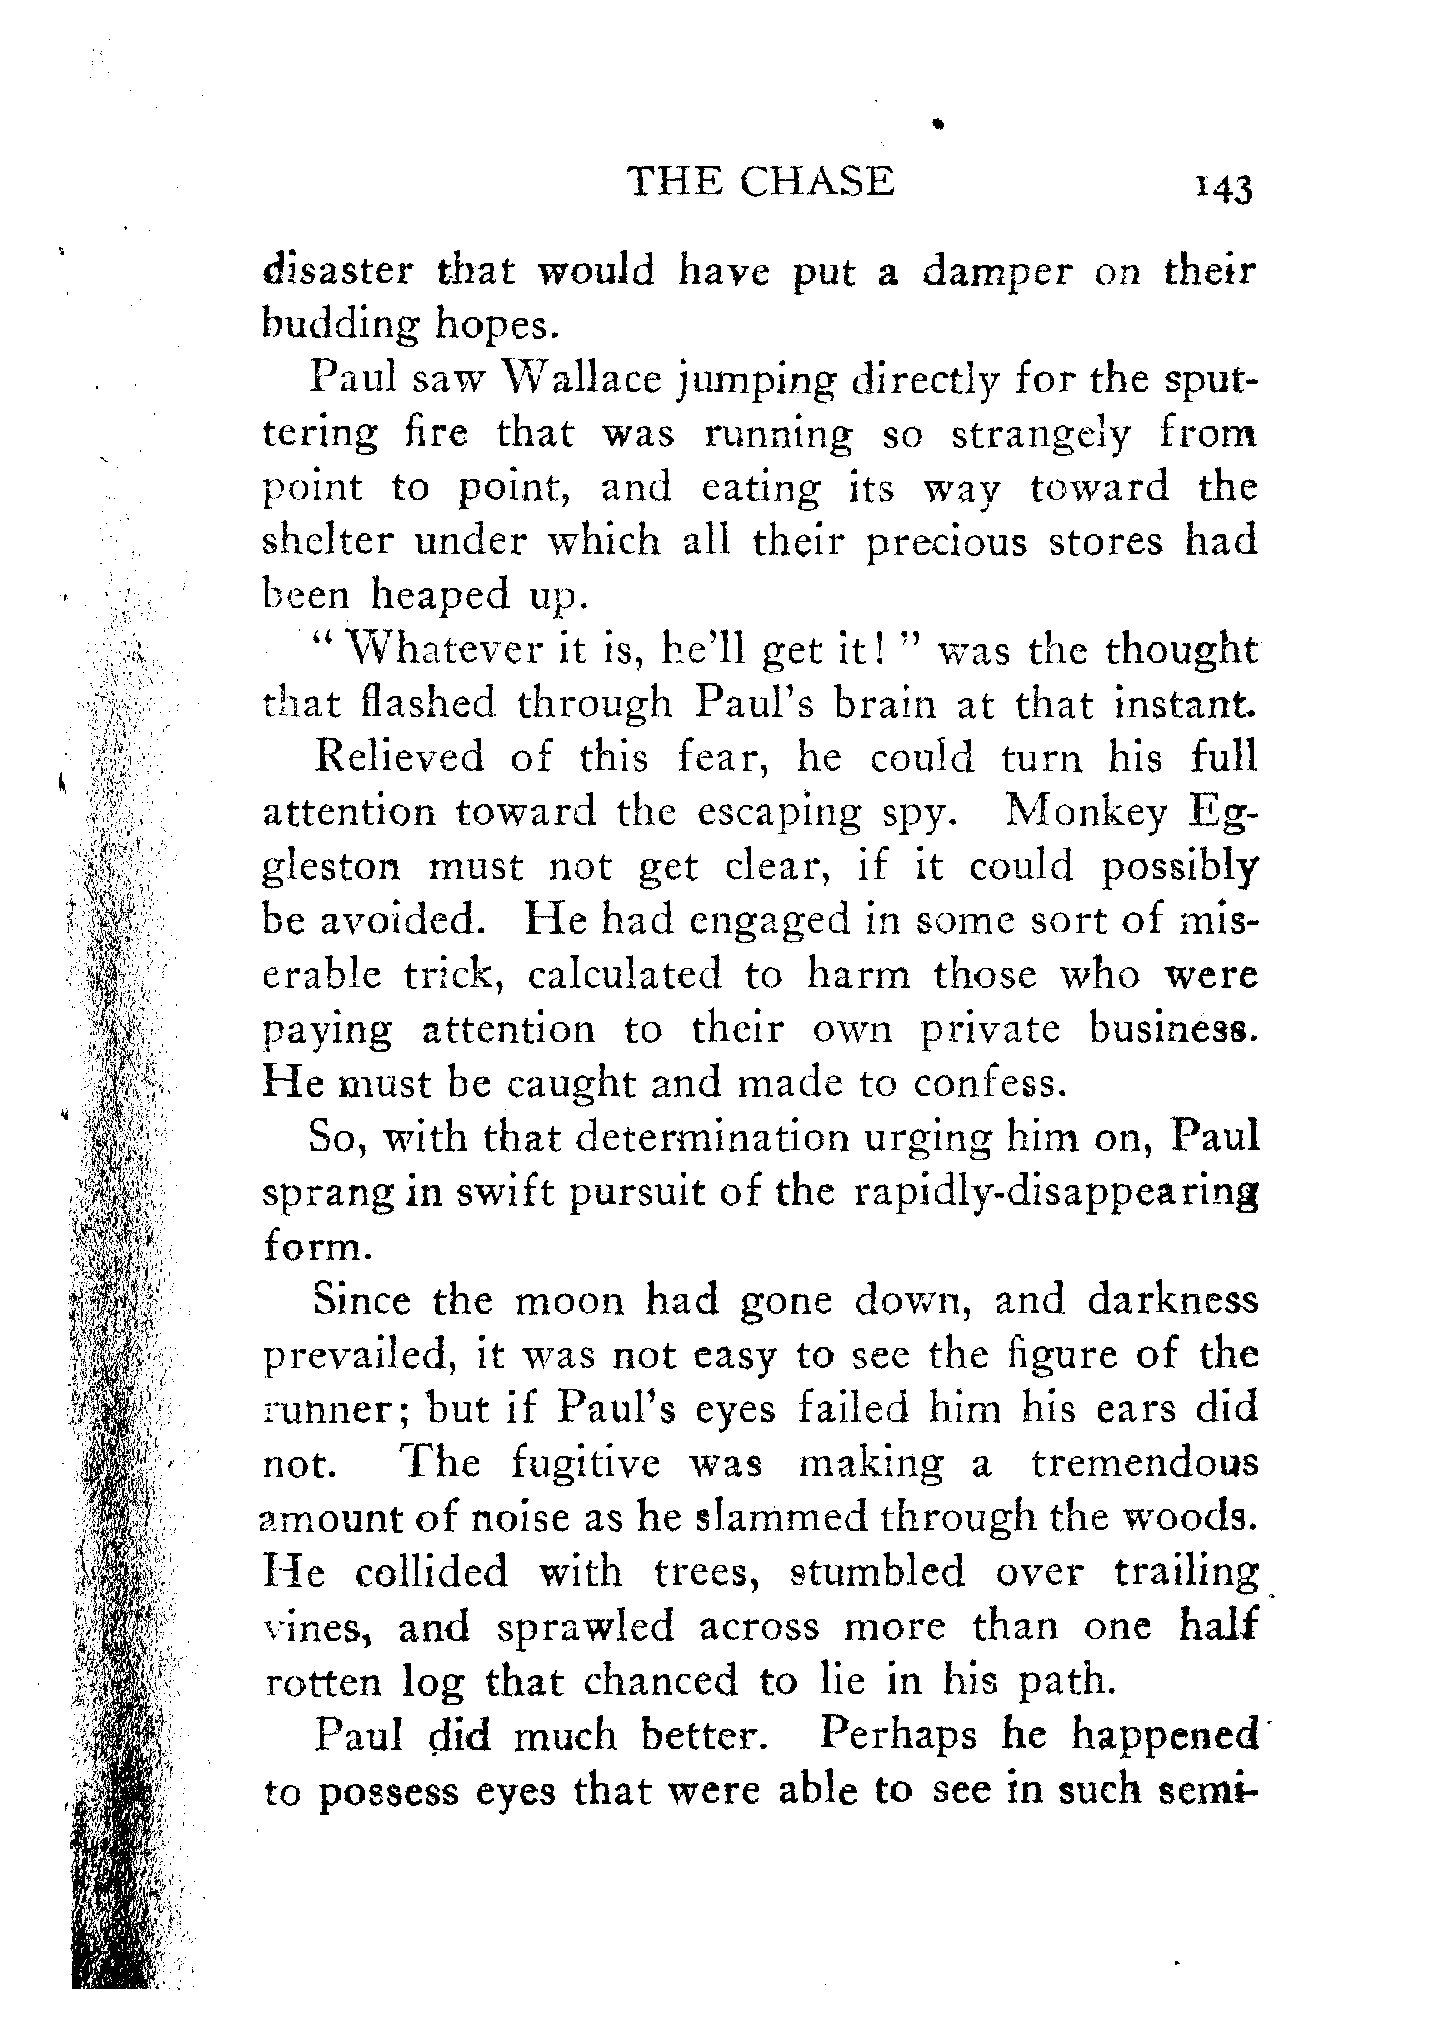 THE CHASE 143
disaster that would have put a damper on their
budding hopes.
Paul saw Wallace jumping directly for the sput-
tering fire that was running so strangely from
point to point, and eating its way toward the
shelter under which all their precious stores had
been heaped up.
“ Whatever it is, he’ll get it! ” was the thought
that flashed through Paul’s brain at that instant.
Relieved of this fear, he could turn his full
attention toward the escaping spy. Monkey Eg-
gleston must not get clear, if it could possibly
be avoided. He had engaged in some sort of mis-
erable trick, calculated to harm those who were
paying attention to their own private business.
He must be caught and made to confess.
So, with that determination urging him on, Paul
sprang in swift pursuit of the rapidly-disappearing
form.
Since the moon had gone down, and darkness
prevailed, it was not easy to see the figure of the
runner; but if Paul’s eyes failed him his ears did
not. The fugitive was making a tremendous
amount of noise as he slammed through the woods.
He collided with trees, stumbled over trailing
vines, and sprawled across more than one half
rotten log that chanced to lie in his path.
Paul did much better. Perhaps he happened
to possess eyes that were able to see in such semi-